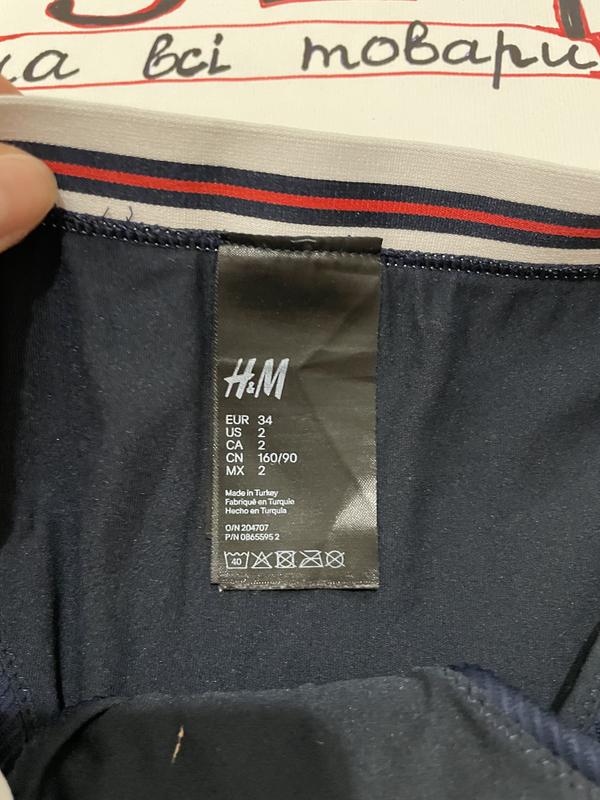 на всі товари
H&M
EUR 34
US 2
CA 2
CN 160/90
MX 2
Made in Turkey
Fabriqué en Turquie
Hecho en Turquía
O/N 204707
P/N 0865595 2
40